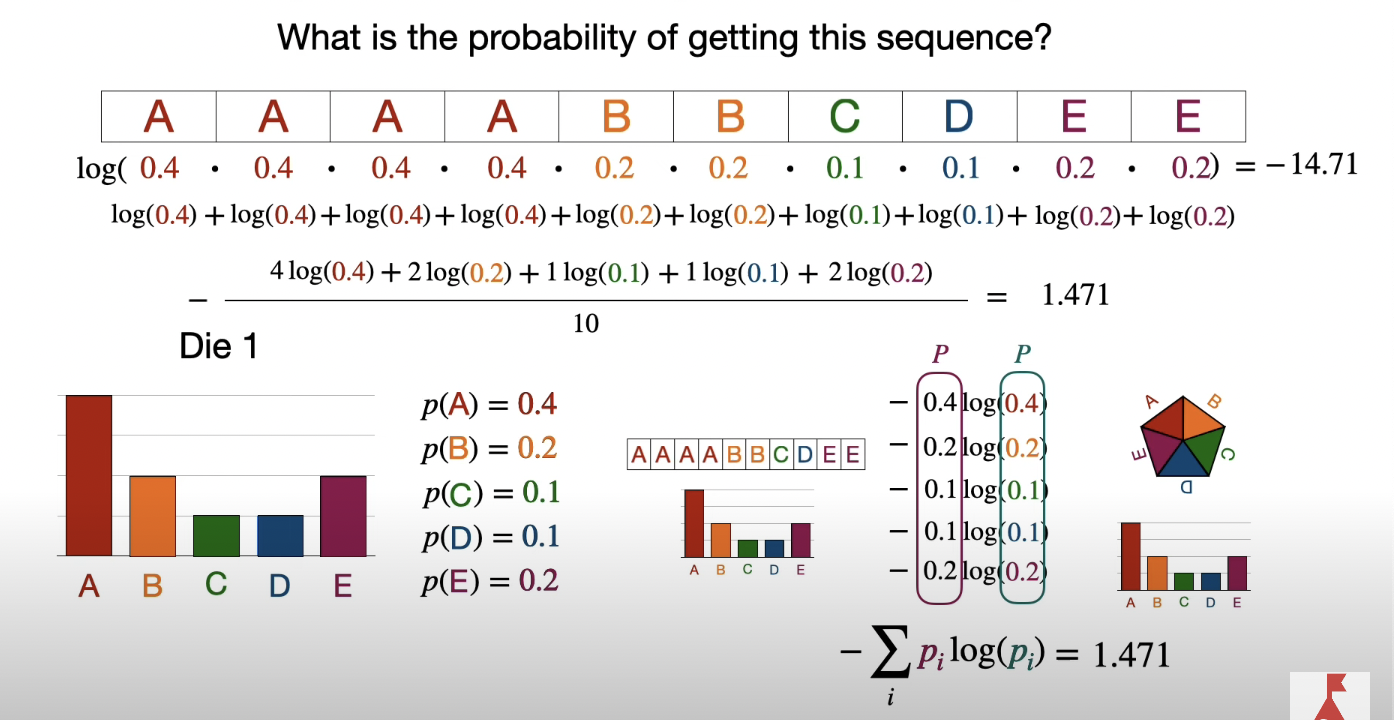 What is the probability of getting this sequence?
A A A A B B C D E E
log( 0.4 · 0.4 · 0.4 · 0.4 · 0.2 · 0.2 · 0.1 · 0.1 · 0.2 · 0.2) = −14.71
log(0.4) + log(0.4) + log(0.4) + log(0.4) + log(0.2) + log(0.2) + log(0.1) + log(0.1) + log(0.2) + log(0.2)
4 log(0.4) + 2 log(0.2) + 1 log(0.1) + 1 log(0.1) + 2 log(0.2)
− = 1.471
10
Die 1
A B C D E
p(A) = 0.4
p(B) = 0.2
p(C) = 0.1
p(D) = 0.1
p(E) = 0.2
A A A A B B C D E E
A B C D E
P P
− 0.4 log(0.4)
− 0.2 log(0.2)
− 0.1 log(0.1)
− 0.1 log(0.1)
− 0.2 log(0.2)
A B C D E
A B C D E
− ∑ pᵢ log(pᵢ) = 1.471
i